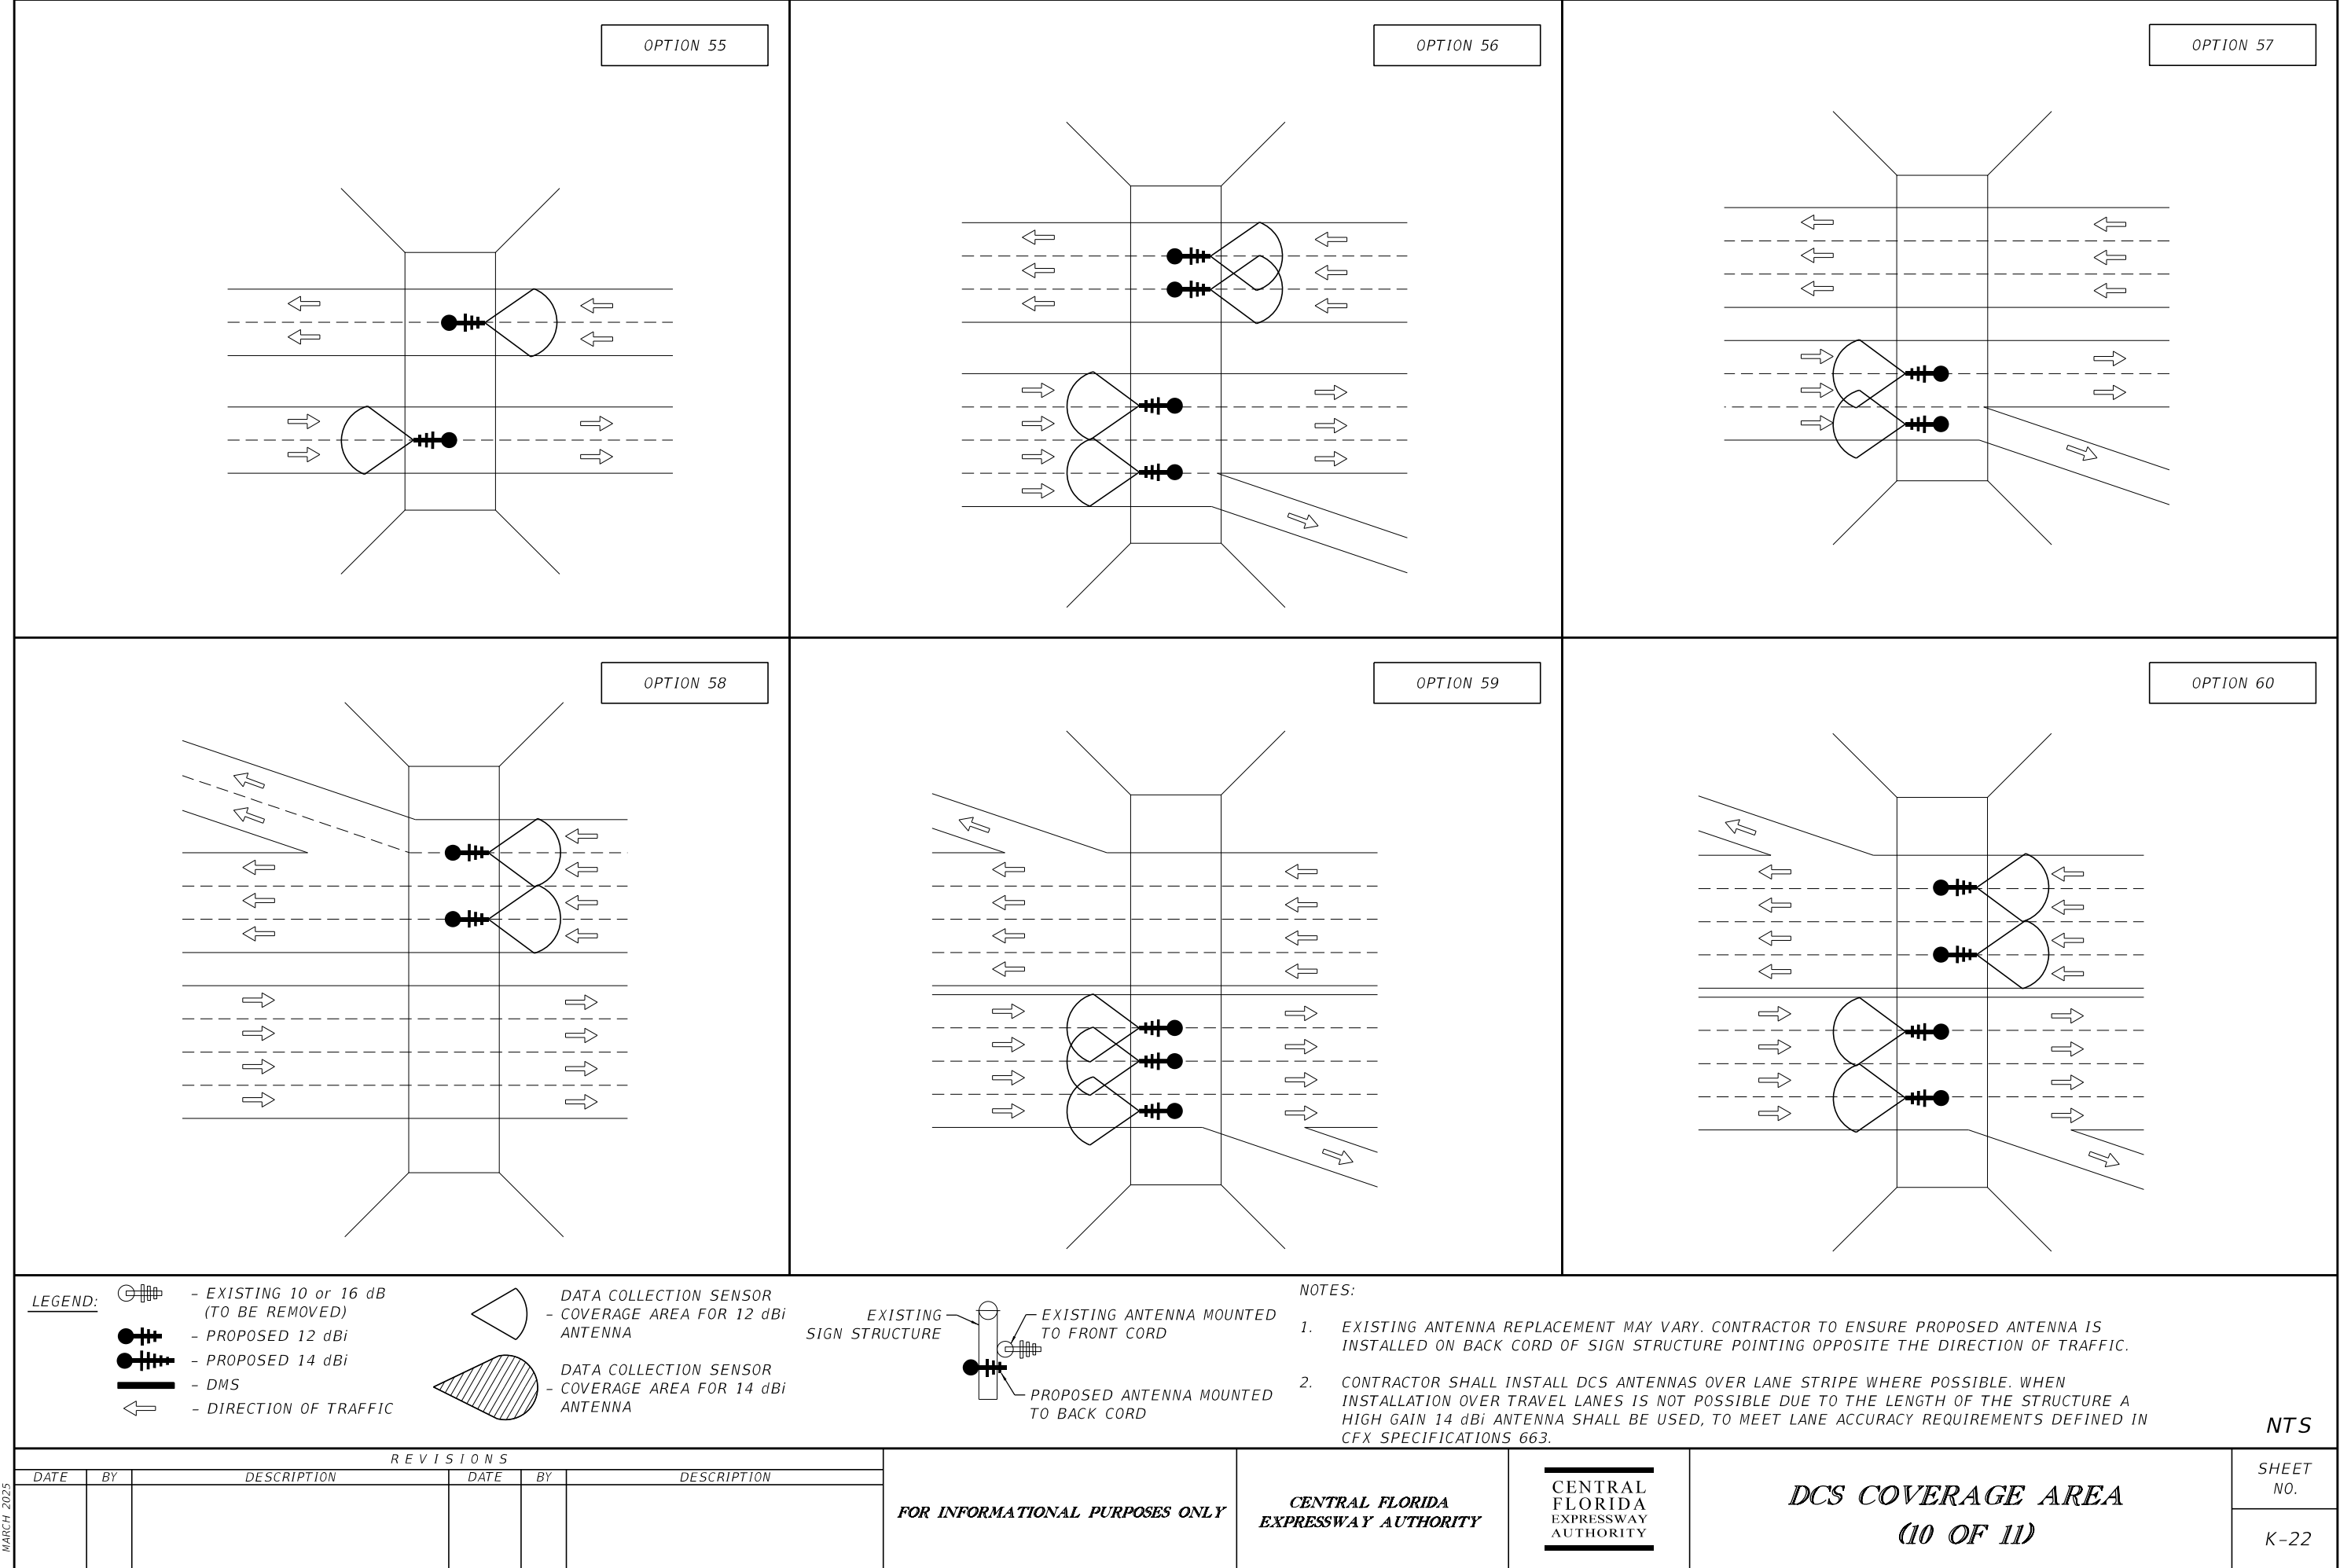 OPTION 55
OPTION 56
OPTION 57
OPTION 58
OPTION 59
OPTION 60
LEGEND:
- EXISTING 10 or 16 dB
(TO BE REMOVED)
- PROPOSED 12 dBi
- PROPOSED 14 dBi
- DMS
- DIRECTION OF TRAFFIC
DATA COLLECTION SENSOR
- COVERAGE AREA FOR 12 dBi
ANTENNA
DATA COLLECTION SENSOR
- COVERAGE AREA FOR 14 dBi
ANTENNA
EXISTING
SIGN STRUCTURE
EXISTING ANTENNA MOUNTED
TO FRONT CORD
PROPOSED ANTENNA MOUNTED
TO BACK CORD
NOTES:
1. EXISTING ANTENNA REPLACEMENT MAY VARY. CONTRACTOR TO ENSURE PROPOSED ANTENNA IS
INSTALLED ON BACK CORD OF SIGN STRUCTURE POINTING OPPOSITE THE DIRECTION OF TRAFFIC.
2. CONTRACTOR SHALL INSTALL DCS ANTENNAS OVER LANE STRIPE WHERE POSSIBLE. WHEN
INSTALLATION OVER TRAVEL LANES IS NOT POSSIBLE DUE TO THE LENGTH OF THE STRUCTURE A
HIGH GAIN 14 dBi ANTENNA SHALL BE USED, TO MEET LANE ACCURACY REQUIREMENTS DEFINED IN
CFX SPECIFICATIONS 663.
NTS
REVISIONS
DATE BY DESCRIPTION DATE BY DESCRIPTION
FOR INFORMATIONAL PURPOSES ONLY
CENTRAL FLORIDA
EXPRESSWAY AUTHORITY
CENTRAL
FLORIDA
EXPRESSWAY
AUTHORITY
DCS COVERAGE AREA
(10 OF 11)
SHEET
NO.
K-22
MARCH 2025